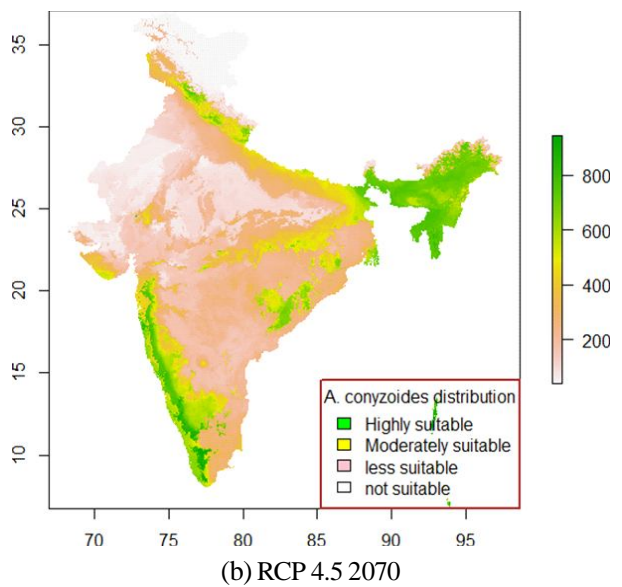 35
30
25
20
15
10
800
600
400
200
A. conyzoides distribution
Highly suitable
Moderately suitable
less suitable
not suitable
70 75 80 85 90 95
(b) RCP 4.5 2070